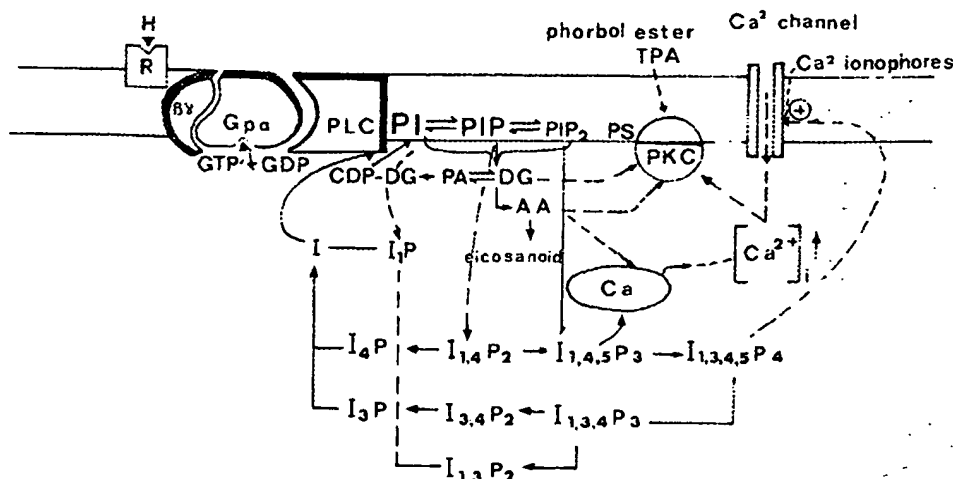 H
R
phorbol ester
TPA
Ca² channel
Ca² ionophores
βγ
Gpα
PLC
PI ⇌ PIP ⇌ PIP₂
PS
PKC
+
GTP GDP
CDP-DG ← PA ⇌ DG
AA
eicosanoid
I — I₁P
Ca
[Ca²⁺]i ↑
I₄P ← I₁,₄P₂ → I₁,₄,₅P₃ → I₁,₃,₄,₅P₄
I₃P ← I₃,₄P₂ ← I₁,₃,₄P₃
I₁,₃P₂